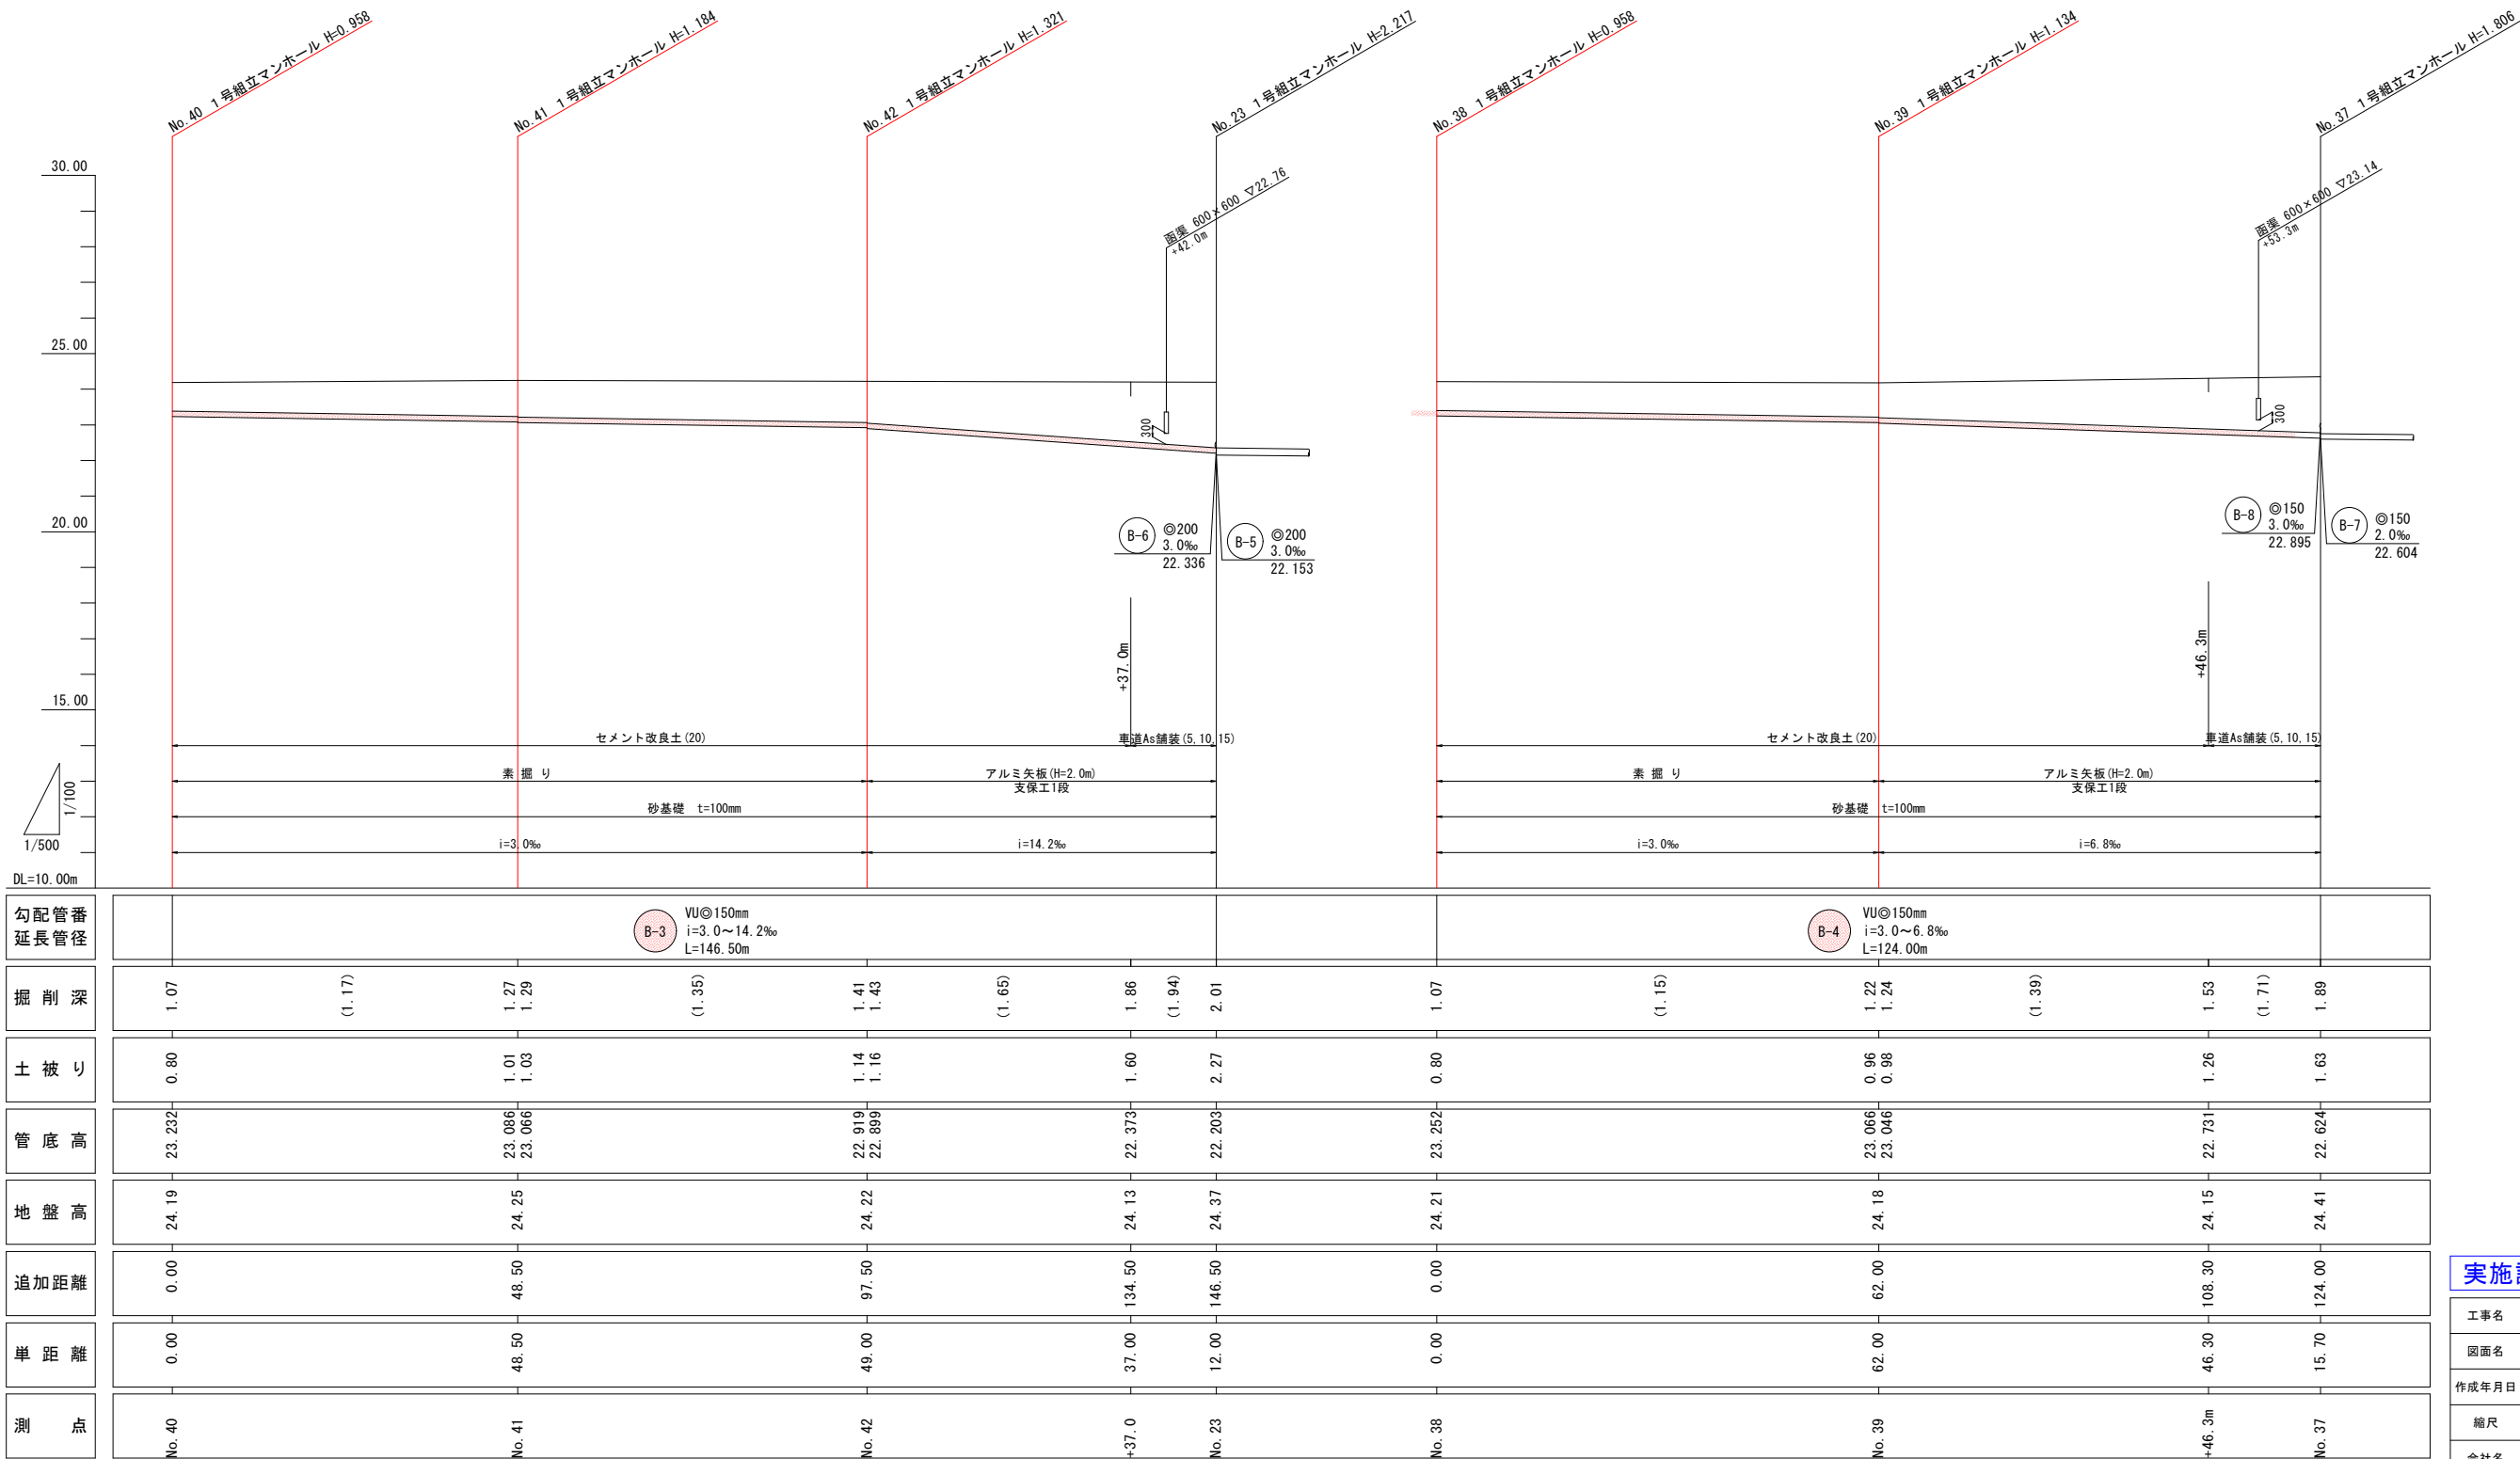 No.40 1号組立マンホール H=0.958
No.41 1号組立マンホール H=1.184
No.42 1号組立マンホール H=1.321
No.23 1号組立マンホール H=2.217
No.38 1号組立マンホール H=0.958
No.39 1号組立マンホール H=1.134
No.37 1号組立マンホール H=1.806
函渠 600×600 ▽22.76
+42.0m
函渠 600×600 ▽23.14
+53.3m
30.00
25.00
20.00
15.00
300
300
B-6 ◎200
3.0‰
22.336
B-5 ◎200
3.0‰
22.153
B-8 ◎150
3.0‰
22.895
B-7 ◎150
2.0‰
22.604
+37.0m
+46.3m
セメント改良土(20) 車道As舗装(5,10,15) セメント改良土(20) 車道As舗装(5,10,15)
素掘り アルミ矢板(H=2.0m) 素掘り アルミ矢板(H=2.0m)
支保工1段 支保工1段
砂基礎 t=100mm 砂基礎 t=100mm
i=3.0‰ i=14.2‰ i=3.0‰ i=6.8‰
1/100
1/500
DL=10.00m
勾配管番
延長管径
B-3
VU◎150mm
i=3.0～14.2‰
L=146.50m
B-4
VU◎150mm
i=3.0～6.8‰
L=124.00m
掘削深 1.07 (1.17) 1.27 1.29 (1.35) 1.41 1.43 (1.65) 1.86 (1.94) 2.01 1.07 (1.15) 1.22 1.24 (1.39) 1.53 (1.71) 1.89
土被り 0.80 1.01 1.03 1.14 1.16 1.60 2.27 0.80 0.96 0.98 1.26 1.63
管底高 23.232 23.086 23.066 22.919 22.899 22.373 22.203 23.252 23.066 23.046 22.731 22.624
地盤高 24.19 24.25 24.22 24.13 24.37 24.21 24.18 24.15 24.41
追加距離 0.00 48.50 97.50 134.50 146.50 0.00 62.00 108.30 124.00
単距離 0.00 48.50 49.00 37.00 12.00 0.00 62.00 46.30 15.70
測点 No.40 No.41 No.42 +37.0 No.23 No.38 No.39 +46.3m No.37
実施
工事名
図面名
作成年月日
縮尺